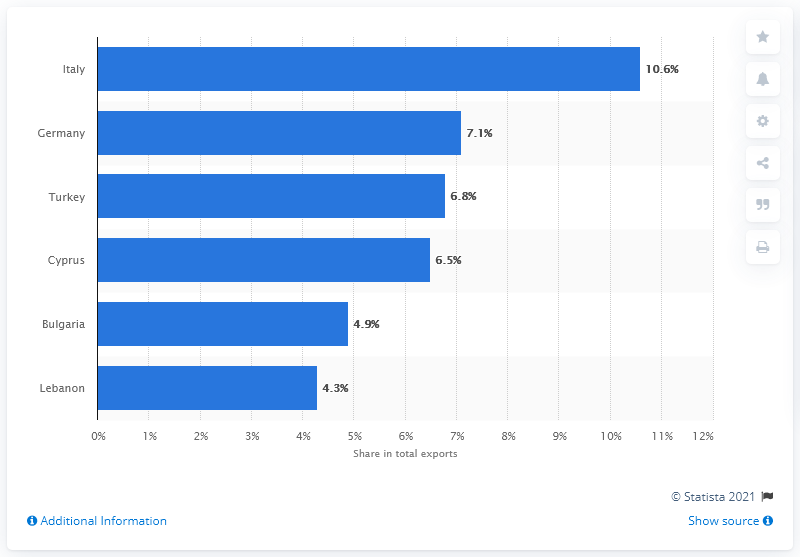 Italy 10.6%
Germany 7.1%
Turkey 6.8%
Cyprus 6.5%
Bulgaria 4.9%
Lebanon 4.3%
0% 1% 2% 3% 4% 5% 6% 7% 8% 9% 10% 11% 12%
Share in total exports
© Statista 2021
Additional Information Show source